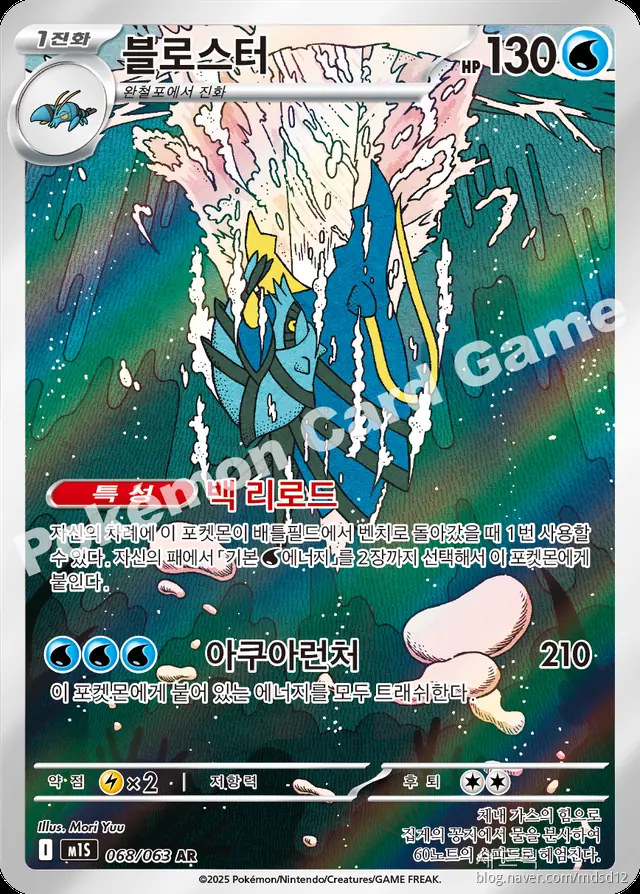 1진화
블로스터
HP 130
완철포에서 진화
Pokémon Card Game
특성 백 리로드
자신의 차례에 이 포켓몬이 배틀필드에서 벤치로 돌아갔을 때 1번 사용할
수 있다. 자신의 패에서 「기본 에너지」를 2장까지 선택해서 이 포켓몬에게
붙인다.
아쿠아런처 210
이 포켓몬에게 붙어 있는 에너지를 모두 트래쉬한다.
약점 ×2 저항력 후퇴
Illus. Mori Yuu
I M1S 068/063 AR
체내 가스의 힘으로
집게의 꽁지에서 물을 분사하여
60노트의 스피드로 헤엄친다.
©2025 Pokémon/Nintendo/Creatures/GAME FREAK.
blog.naver.com/mdsd12